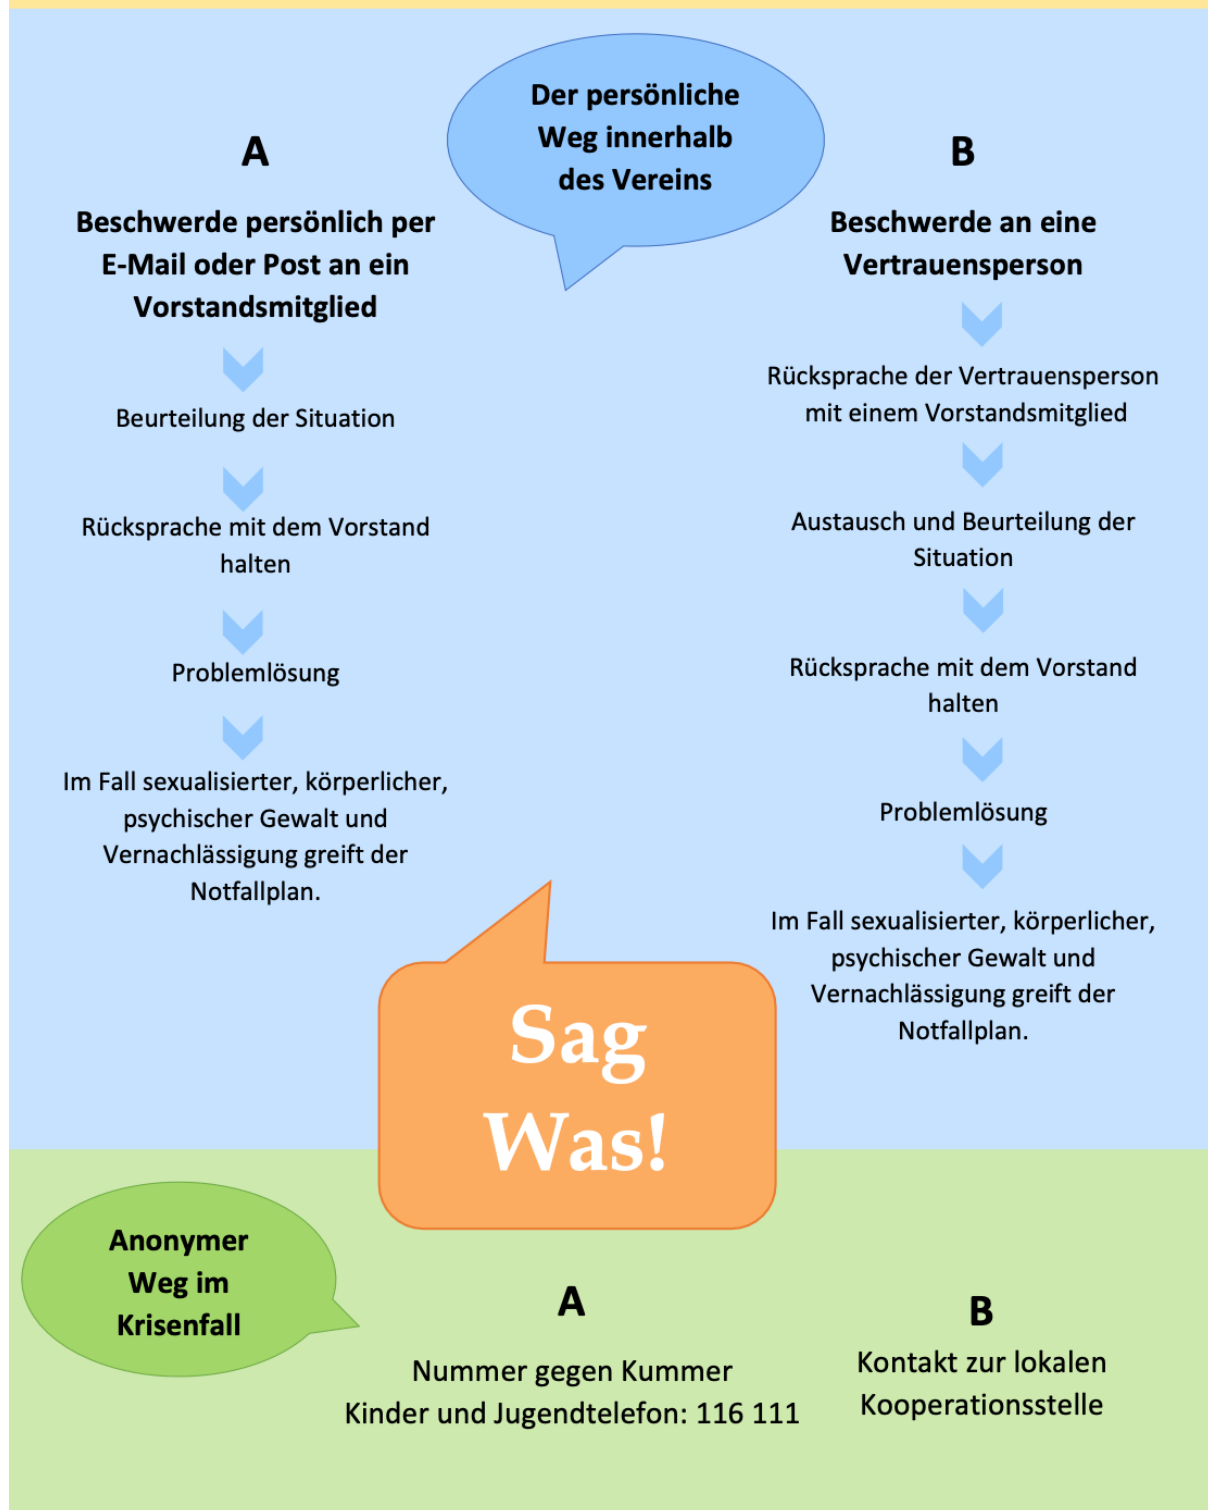 Der persönliche
Weg innerhalb
des Vereins
A
Beschwerde persönlich per
E-Mail oder Post an ein
Vorstandsmitglied
Beurteilung der Situation
Rücksprache mit dem Vorstand
halten
Problemlösung
Im Fall sexualisierter, körperlicher,
psychischer Gewalt und
Vernachlässigung greift der
Notfallplan.
B
Beschwerde an eine
Vertrauensperson
Rücksprache der Vertrauensperson
mit einem Vorstandsmitglied
Austausch und Beurteilung der
Situation
Rücksprache mit dem Vorstand
halten
Problemlösung
Im Fall sexualisierter, körperlicher,
psychischer Gewalt und
Vernachlässigung greift der
Notfallplan.
Sag
Was!
Anonymer
Weg im
Krisenfall
A
Nummer gegen Kummer
Kinder und Jugendtelefon: 116 111
B
Kontakt zur lokalen
Kooperationsstelle